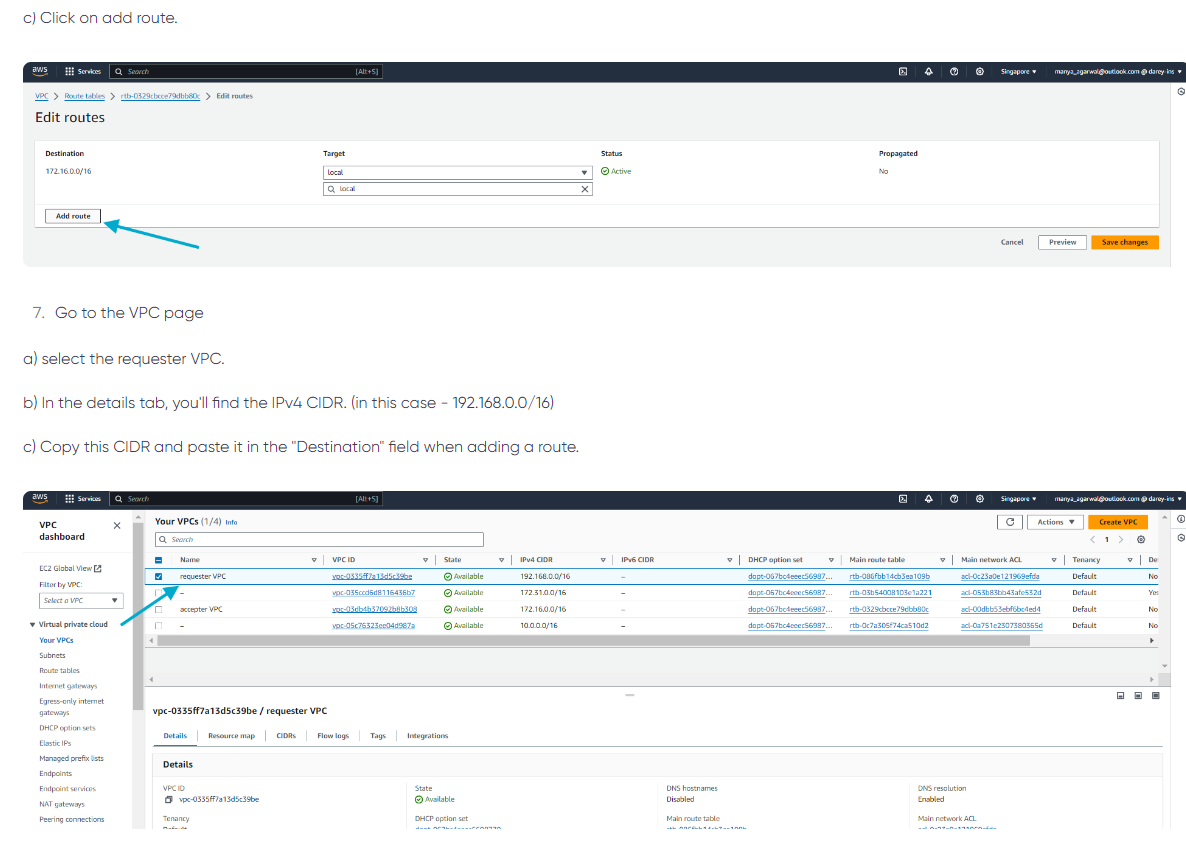 c) Click on add route.
aws Services Search [Alt+S] Singapore manya_agarwal@outlook.com @ darey-ins
VPC > Route tables > rtb-0329cbcce79dbb80c > Edit routes
Edit routes
Destination Target Status Propagated
172.16.0.0/16 local Active No
local
Add route
Cancel Preview Save changes
7. Go to the VPC page
a) select the requester VPC.
b) In the details tab, you'll find the IPv4 CIDR. (in this case - 192.168.0.0/16)
c) Copy this CIDR and paste it in the "Destination" field when adding a route.
aws Services Search [Alt+S] Singapore manya_agarwal@outlook.com @ darey-ins
VPC dashboard
EC2 Global View
Filter by VPC:
Select a VPC
Virtual private cloud
Your VPCs
Subnets
Route tables
Internet gateways
Egress-only internet
gateways
DHCP option sets
Elastic IPs
Managed prefix lists
Endpoints
Endpoint services
NAT gateways
Peering connections
Your VPCs (1/4) Info
Actions Create VPC
Search
1
Name VPC ID State IPv4 CIDR IPv6 CIDR DHCP option set Main route table Main network ACL Tenancy De
requester VPC vpc-0335ff7a13d5c39be Available 192.168.0.0/16 – dopt-067bc4eeec56987... rtb-086fbb14cb3ea109b acl-0c23a0e121969efda Default No
– vpc-035ccd6d8116436b7 Available 172.31.0.0/16 – dopt-067bc4eeec56987... rtb-03b54008103e1a221 acl-053b83bb43afe532d Default Yes
accepter VPC vpc-03db4b37092b8b308 Available 172.16.0.0/16 – dopt-067bc4eeec56987... rtb-0329cbcce79dbb80c acl-00dbb53ebf6bc4ed4 Default No
– vpc-05c76323ee04d987a Available 10.0.0.0/16 – dopt-067bc4eeec56987... rtb-0c7a305f74ca510d2 acl-0a751e2307380365d Default No
vpc-0335ff7a13d5c39be / requester VPC
Details Resource map CIDRs Flow logs Tags Integrations
Details
VPC ID State DNS hostnames DNS resolution
vpc-0335ff7a13d5c39be Available Disabled Enabled
Tenancy DHCP option set Main route table Main network ACL